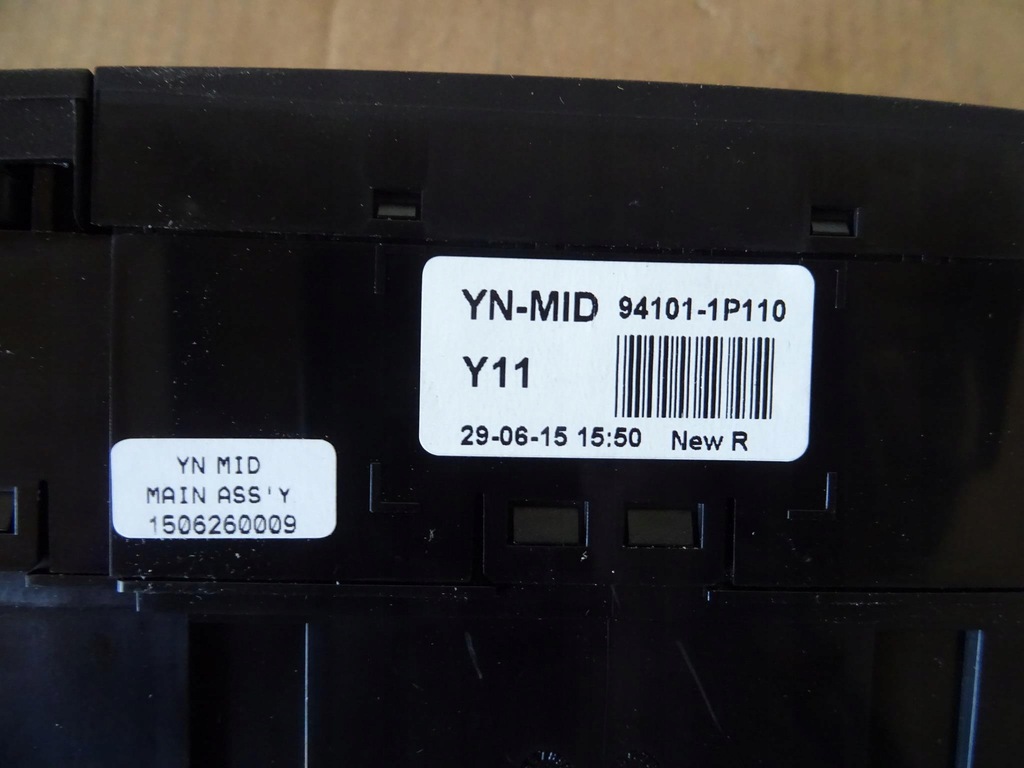 YN-MID 94101-1P110
Y11
29-06-15 15:50 New R
YN MID
MAIN ASS'Y
1506260009